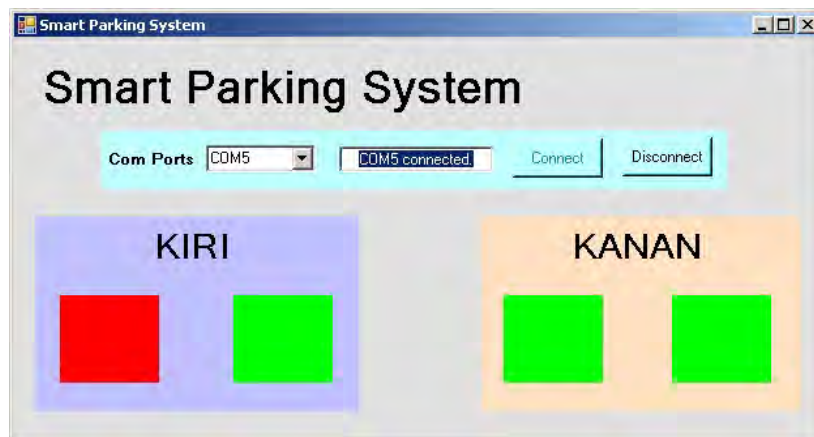 Smart Parking System
Smart Parking System
Com Ports COM5 COM5 connected. Connect Disconnect
KIRI KANAN